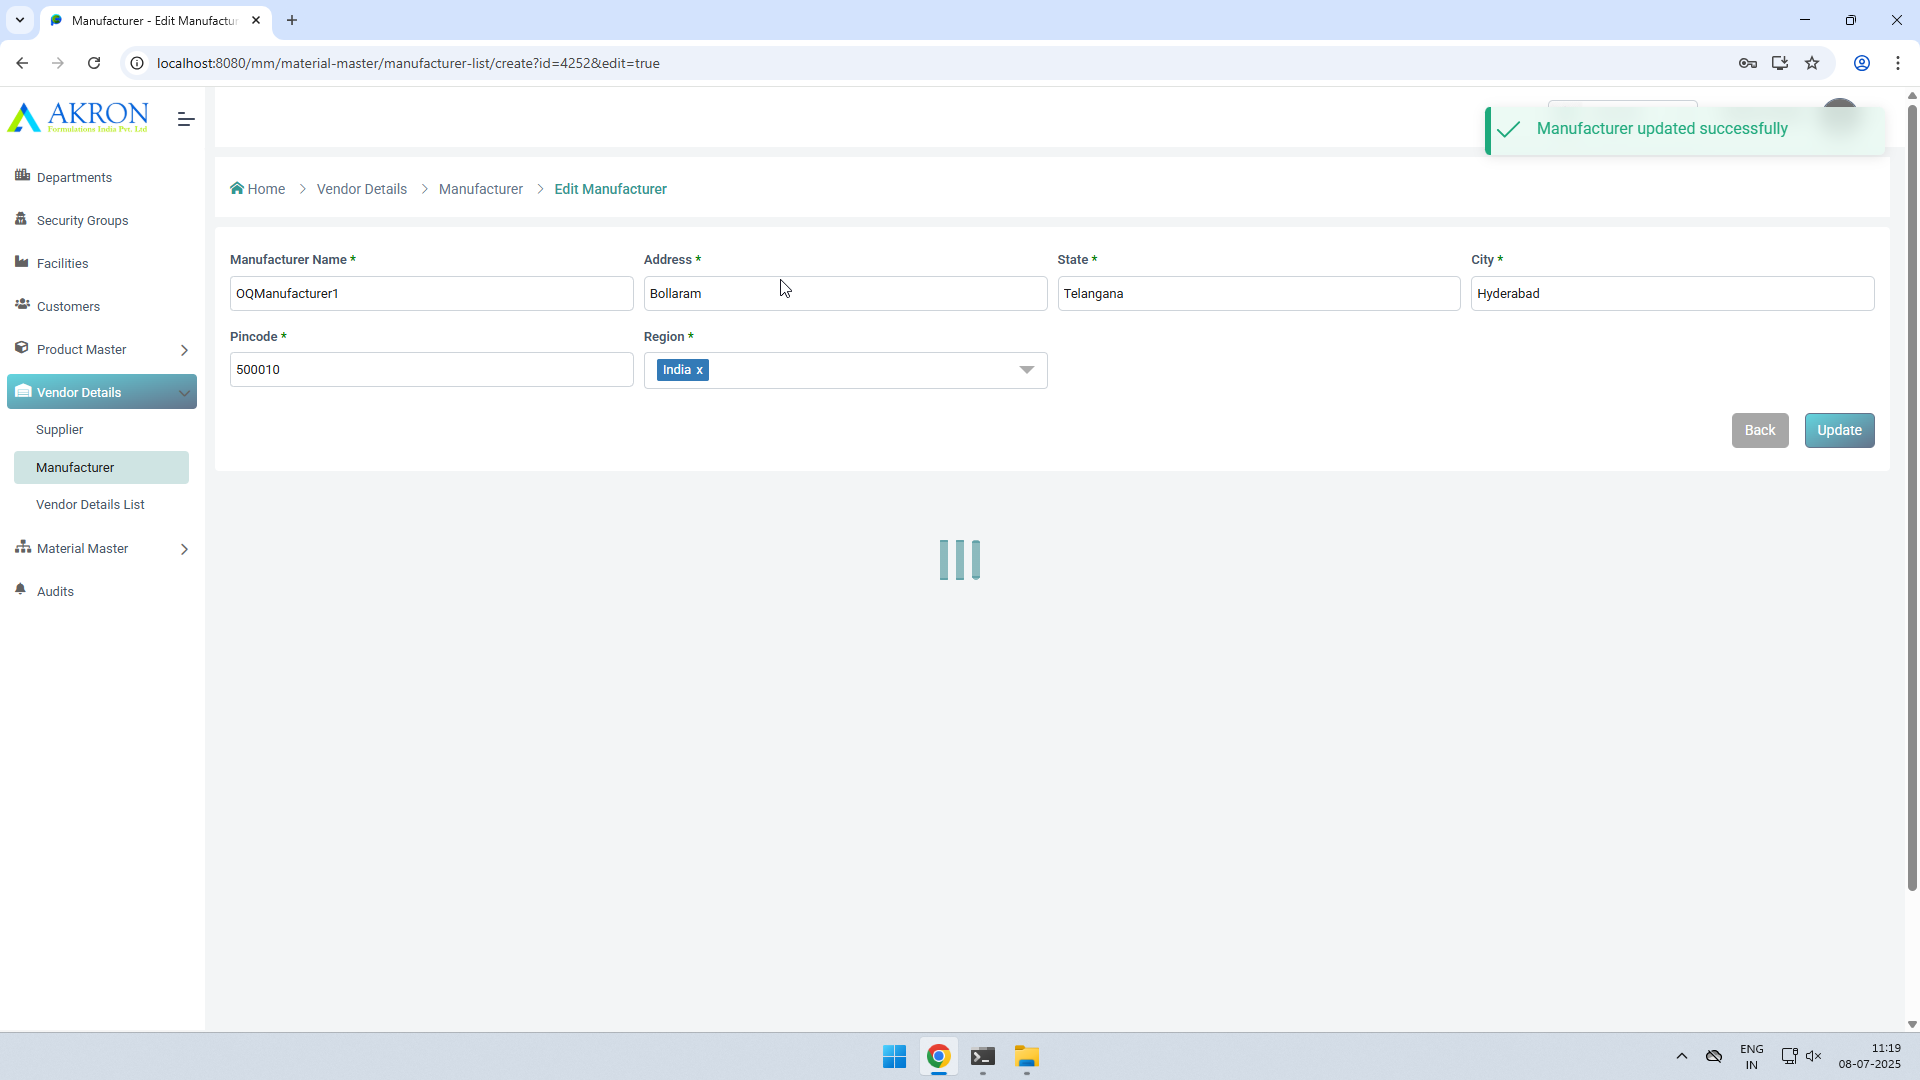 Manufacturer - Edit Manufactu
localhost:8080/mm/material-master/manufacturer-list/create?id=4252&edit=true
AKRON
Formulations India Pvt. Ltd
Manufacturer updated successfully
Departments
Security Groups
Facilities
Customers
Product Master
Vendor Details
Supplier
Manufacturer
Vendor Details List
Material Master
Audits
Home > Vendor Details > Manufacturer > Edit Manufacturer
Manufacturer Name * Address * State * City *
OQManufacturer1 Bollaram Telangana Hyderabad
Pincode * Region *
500010 India x
Back Update
ENG
IN
11:19
08-07-2025